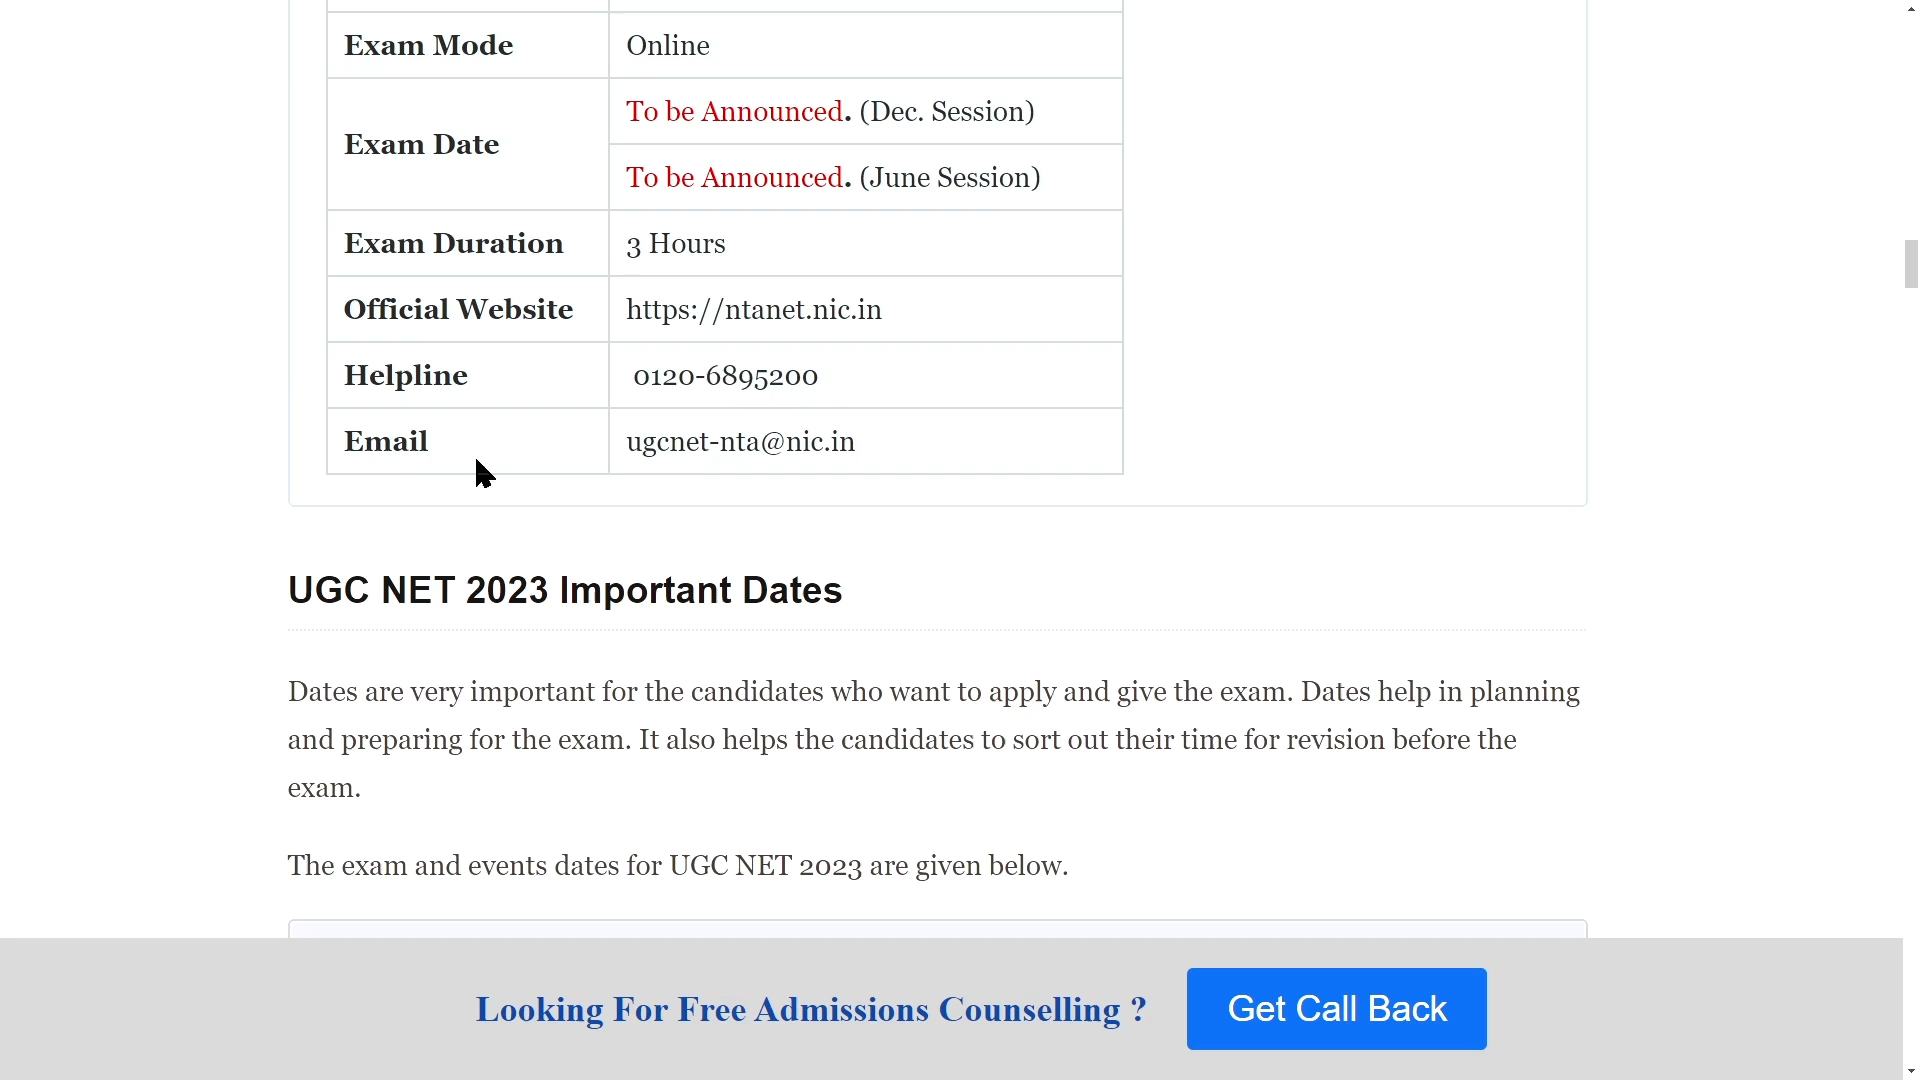 Exam Mode Online
Exam Date
To be Announced. (Dec. Session)
To be Announced. (June Session)
Exam Duration 3 Hours
Official Website https://ntanet.nic.in
Helpline 0120-6895200
Email ugcnet-nta@nic.in
UGC NET 2023 Important Dates
Dates are very important for the candidates who want to apply and give the exam. Dates help in planning
and preparing for the exam. It also helps the candidates to sort out their time for revision before the
exam.
The exam and events dates for UGC NET 2023 are given below.
Looking For Free Admissions Counselling ? Get Call Back